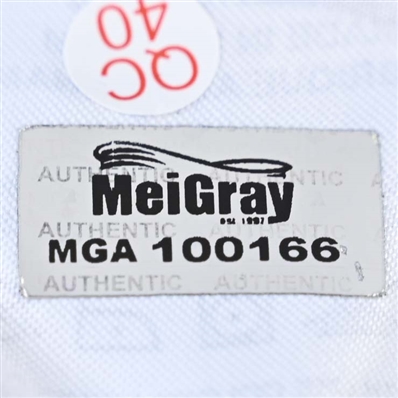 QC
40
AUTHENTIC AUTHENTIC
MeiGray
est 1997
MGA 100166
AUTHENTIC AUTHENTIC